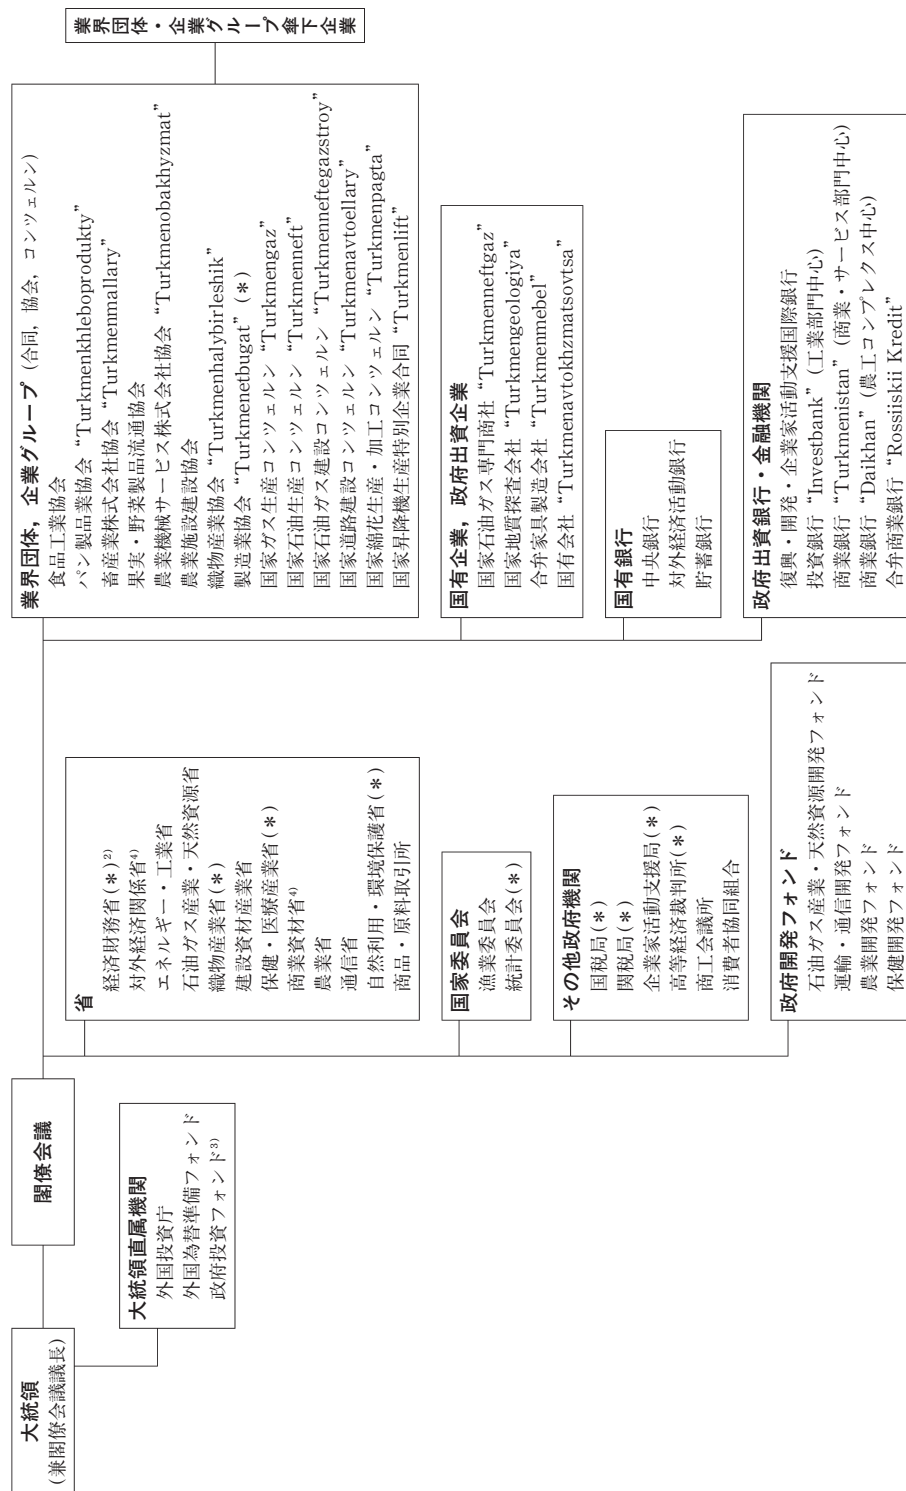 大統領
(兼閣僚会議議長)
閣僚会議
大統領直属機関
外国投資庁
外国為替準備フォンド
政府投資フォンド³⁾
省
経済財務省(*)²⁾
対外経済関係省⁴⁾
エネルギー・工業省
石油ガス産業・天然資源省
織物産業省(*)
建設資材産業省
保健・医療産業省(*)
商業資材省⁴⁾
農業省
通信省
自然利用・環境保護省(*)
商品・原料取引所
国家委員会
漁業委員会
統計委員会(*)
その他政府機関
国税局(*)
関税局(*)
企業家活動支援局(*)
高等経済裁判所(*)
商工会議所
消費者協同組合
政府開発フォンド
石油ガス産業・天然資源開発フォンド
運輸・通信開発フォンド
農業開発フォンド
保健開発フォンド
業界団体，企業グループ (合同，協会，コンツェルン)
食品工業協会
パン製品業協会 “Turkmenkhleboprodukty”
畜産業株式会社協会 “Turkmenmallary”
果実・野菜製品流通協会
農業機械サービス株式会社協会 “Turkmenobakhyzmat”
農業施設建設協会
織物産業協会 “Turkmenhalybirleshik”
製造業協会 “Turkmenetbugat” (*)
国家ガス生産コンツェルン “Turkmengaz”
国家石油生産コンツェルン “Turkmenneft”
国家石油ガス建設コンツェルン “Turkmenneftegazstroy”
国家道路建設コンツェルン “Turkmenavtoellary”
国家綿花生産・加工コンツェルン “Turkmenpagta”
国家昇降機生産特別企業合同 “Turkmenlift”
業界団体・企業グループ傘下企業
国有企業，政府出資企業
国家石油ガス専門商社 “Turkmenneftgaz”
国家地質探査会社 “Turkmengeologiya”
合弁家具製造会社 “Turkmenmebel”
国有会社 “Turkmenavtokhzmatsovtsa”
国有銀行
中央銀行
対外経済活動銀行
貯蓄銀行
政府出資銀行・金融機関
復興・開発・企業家活動支援国際銀行
投資銀行 “Investbank” (工業部門中心)
商業銀行 “Turkmenistan” (商業・サービス部門中心)
商業銀行 “Daikhan” (農工コンプレクス中心)
合弁商業銀行 “Rossiiskii Kredit”